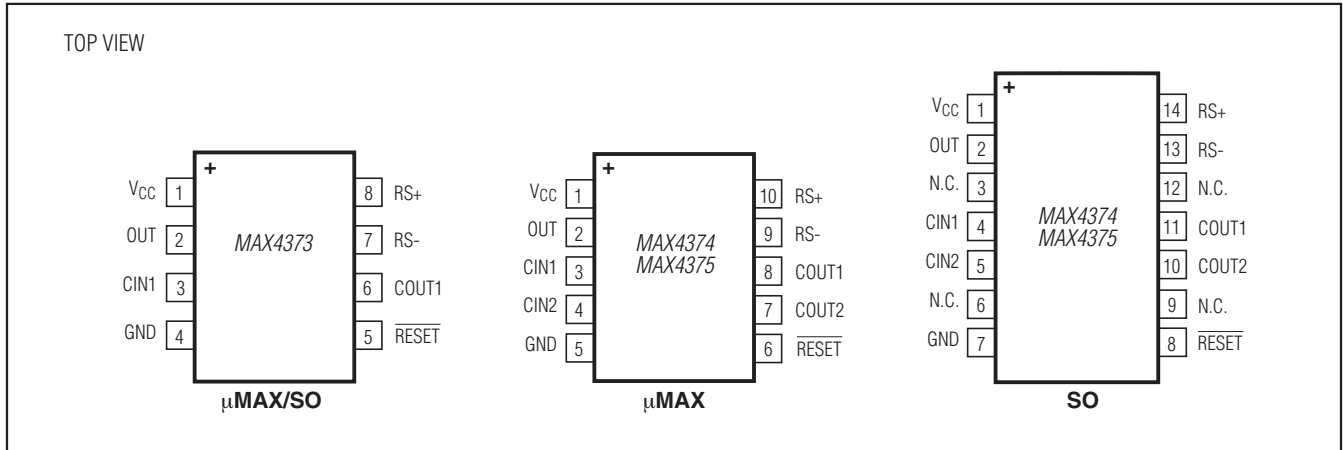 TOP VIEW
+
VCC 1
OUT 2
CIN1 3
GND 4
8 RS+
7 RS-
6 COUT1
5 RESET
MAX4373
μMAX/SO
+
VCC 1
OUT 2
CIN1 3
CIN2 4
GND 5
10 RS+
9 RS-
8 COUT1
7 COUT2
6 RESET
MAX4374
MAX4375
μMAX
+
VCC 1
OUT 2
N.C. 3
CIN1 4
CIN2 5
N.C. 6
GND 7
14 RS+
13 RS-
12 N.C.
11 COUT1
10 COUT2
9 N.C.
8 RESET
MAX4374
MAX4375
SO